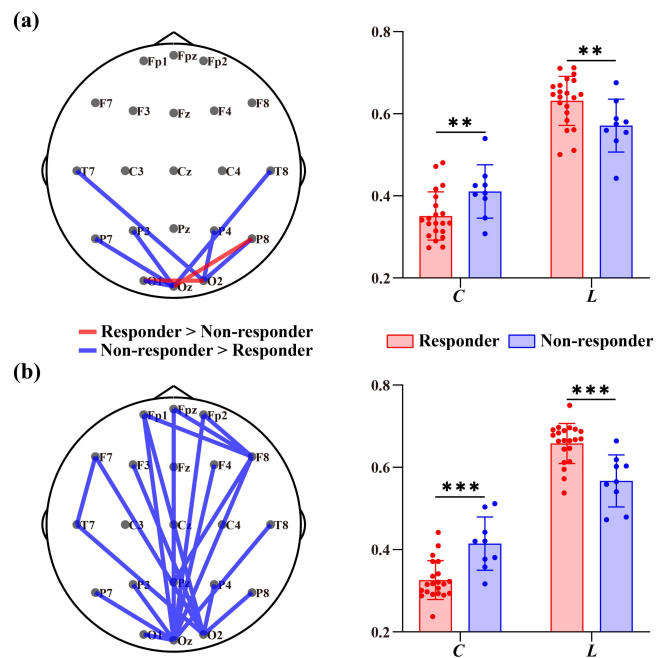 (a)
Fpz
Fp1 Fp2
F7 F3 Fz F4 F8
T7 C3 Cz C4 T8
P7 P3 Pz P4 P8
O1 Oz O2
0.8
0.6
0.4
0.2
** **
C L
Responder > Non-responder
Non-responder > Responder
Responder Non-responder
(b)
Fpz
Fp1 Fp2
F7 F3 Fz F4 F8
T7 C3 Cz C4 T8
P7 P3 Pz P4 P8
O1 Oz O2
0.8
0.6
0.4
0.2
*** ***
C L